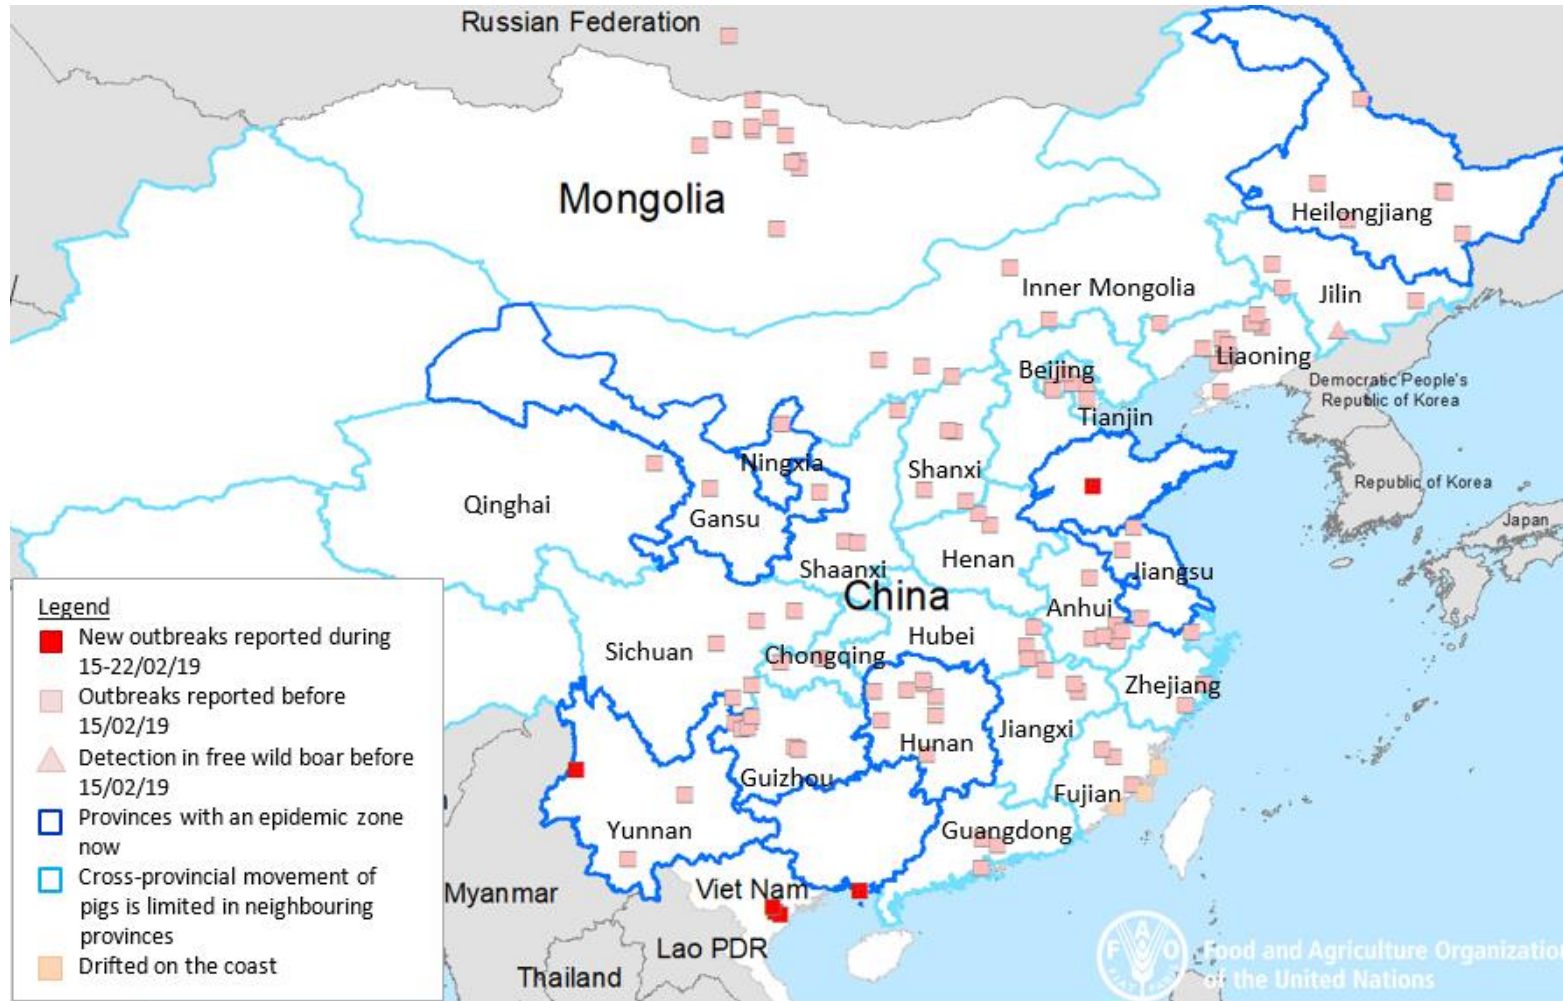 Russian Federation
Mongolia
Heilongjiang
Inner Mongolia
Jilin
Beijing
Liaoning
Democratic People's
Republic of Korea
Tianjin
Ningxia
Shanxi
Republic of Korea
Qinghai
Gansu
Japan
Henan
Shaanxi
Jiangsu
China
Anhui
Hubei
Sichuan
Chongqing
Zhejiang
Jiangxi
Hunan
Guizhou
Fujian
Yunnan
Guangdong
Myanmar
Viet Nam
Lao PDR
Thailand
Legend
New outbreaks reported during
15-22/02/19
Outbreaks reported before
15/02/19
Detection in free wild boar before
15/02/19
Provinces with an epidemic zone
now
Cross-provincial movement of
pigs is limited in neighbouring
provinces
Drifted on the coast
F A O
FIAT PANIS
Food and Agriculture Organizatio
of the United Nations